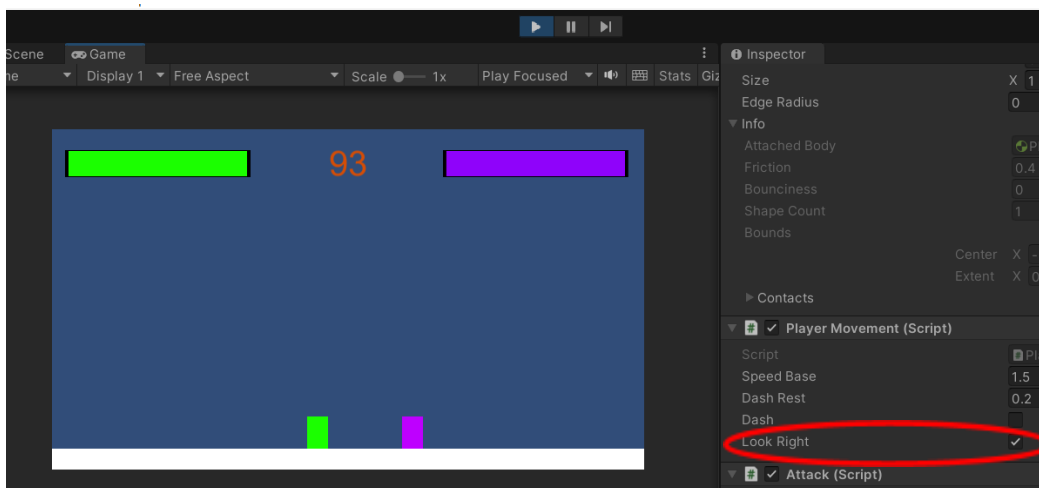 Scene Game Inspector
Display 1 Free Aspect Scale 1x Play Focused Stats
Size X 1
Edge Radius 0
Info
Attached Body
Friction 0.4
Bounciness 0
Shape Count 1
Bounds
Center X -
Extent X 0
Contacts
93
Player Movement (Script)
Script
Speed Base 1.5
Dash Rest 0.2
Dash
Look Right
Attack (Script)